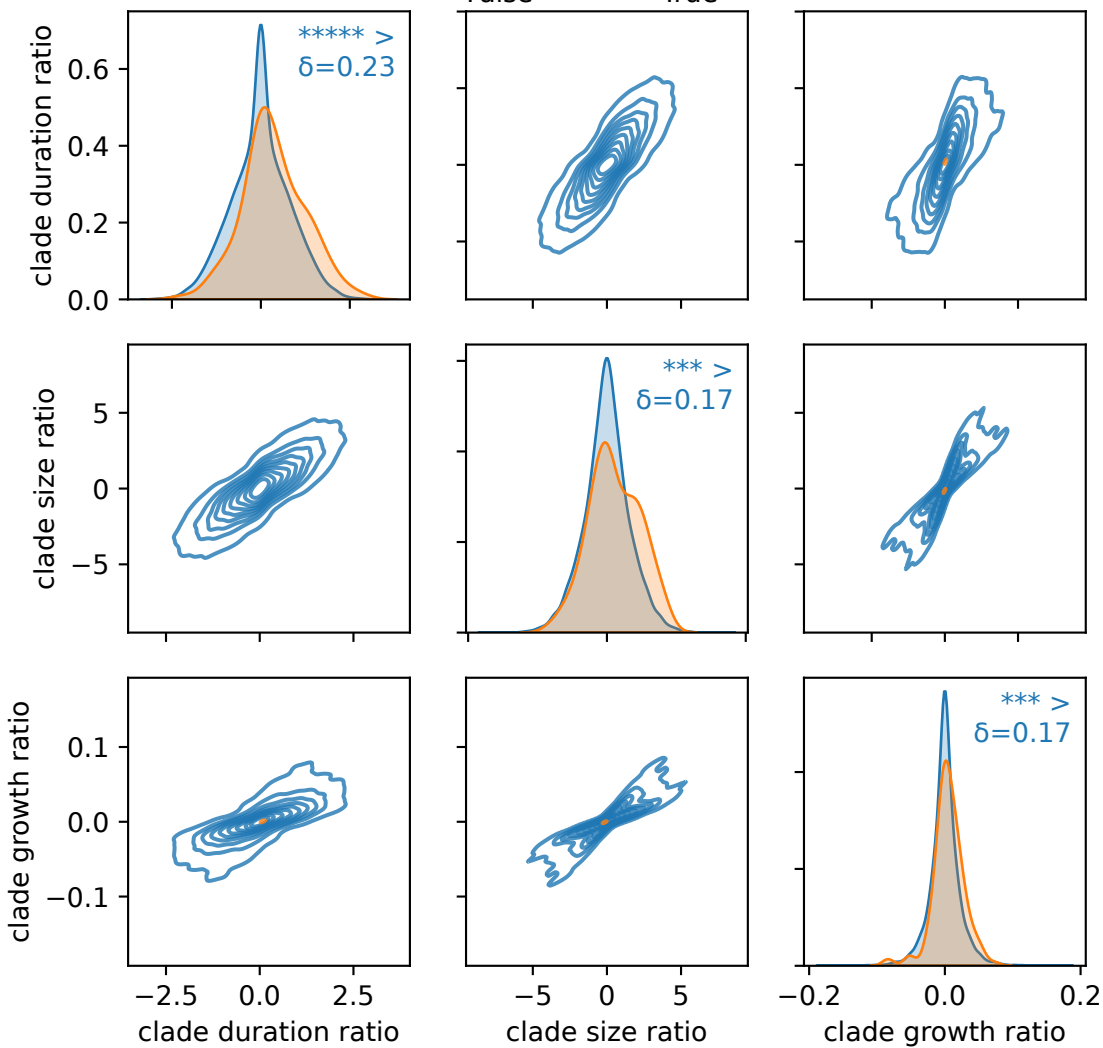 True
clade duration ratio
0.6
0.4
0.2
0.0
***** >
δ=0.23
clade size ratio
5
0
−5
*** >
δ=0.17
clade growth ratio
0.1
0.0
−0.1
*** >
δ=0.17
−2.5 0.0 2.5
clade duration ratio
−5 0 5
clade size ratio
−0.2 0.0 0.2
clade growth ratio